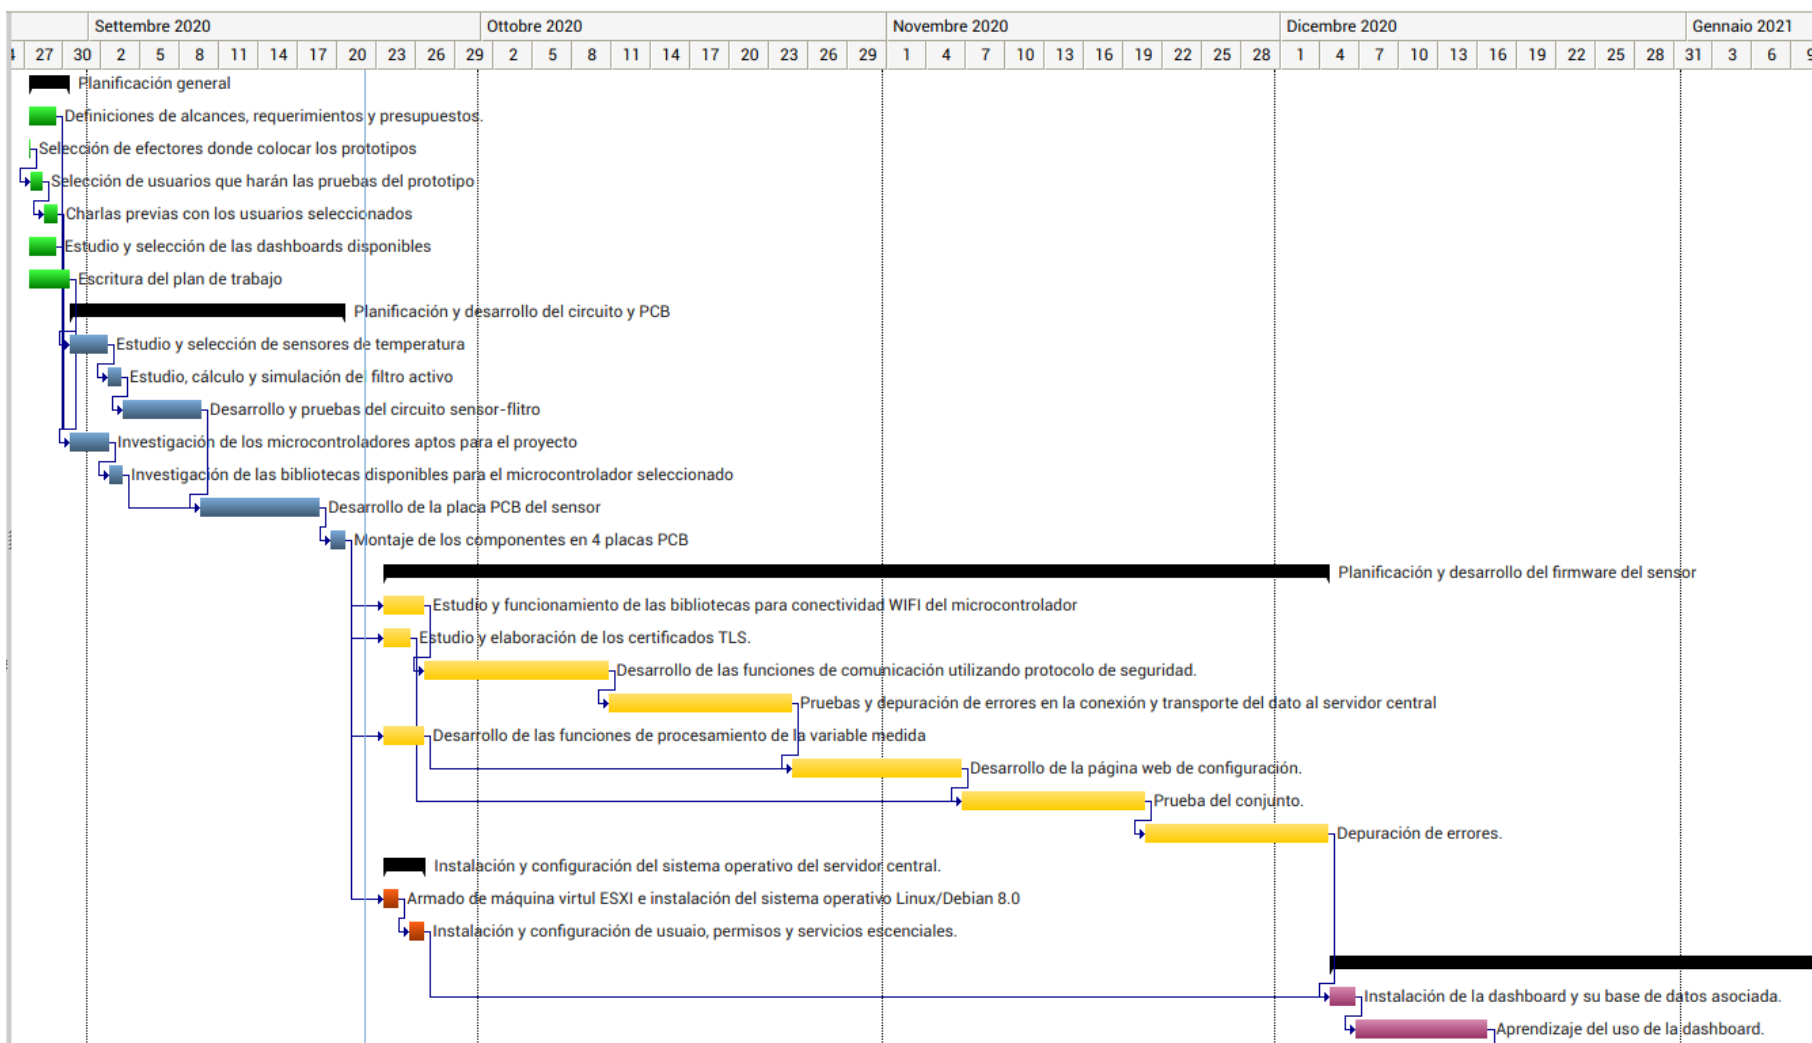 Settembre 2020 Ottobre 2020 Novembre 2020 Dicembre 2020 Gennaio 2021
27 30 2 5 8 11 14 17 20 23 26 29 2 5 8 11 14 17 20 23 26 29 1 4 7 10 13 16 19 22 25 28 1 4 7 10 13 16 19 22 25 28 31 3 6 9
Planificación general
Definiciones de alcances, requerimientos y presupuestos.
Selección de efectores donde colocar los prototipos
Selección de usuarios que harán las pruebas del prototipo
Charlas previas con los usuarios seleccionados
Estudio y selección de las dashboards disponibles
Escritura del plan de trabajo
Planificación y desarrollo del circuito y PCB
Estudio y selección de sensores de temperatura
Estudio, cálculo y simulación del filtro activo
Desarrollo y pruebas del circuito sensor-flitro
Investigación de los microcontroladores aptos para el proyecto
Investigación de las bibliotecas disponibles para el microcontrolador seleccionado
Desarrollo de la placa PCB del sensor
Montaje de los componentes en 4 placas PCB
Planificación y desarrollo del firmware del sensor
Estudio y funcionamiento de las bibliotecas para conectividad WIFI del microcontrolador
Estudio y elaboración de los certificados TLS.
Desarrollo de las funciones de comunicación utilizando protocolo de seguridad.
Pruebas y depuración de errores en la conexión y transporte del dato al servidor central
Desarrollo de las funciones de procesamiento de la variable medida
Desarrollo de la página web de configuración.
Prueba del conjunto.
Depuración de errores.
Instalación y configuración del sistema operativo del servidor central.
Armado de máquina virtul ESXI e instalación del sistema operativo Linux/Debian 8.0
Instalación y configuración de usuaio, permisos y servicios escenciales.
Instalación de la dashboard y su base de datos asociada.
Aprendizaje del uso de la dashboard.